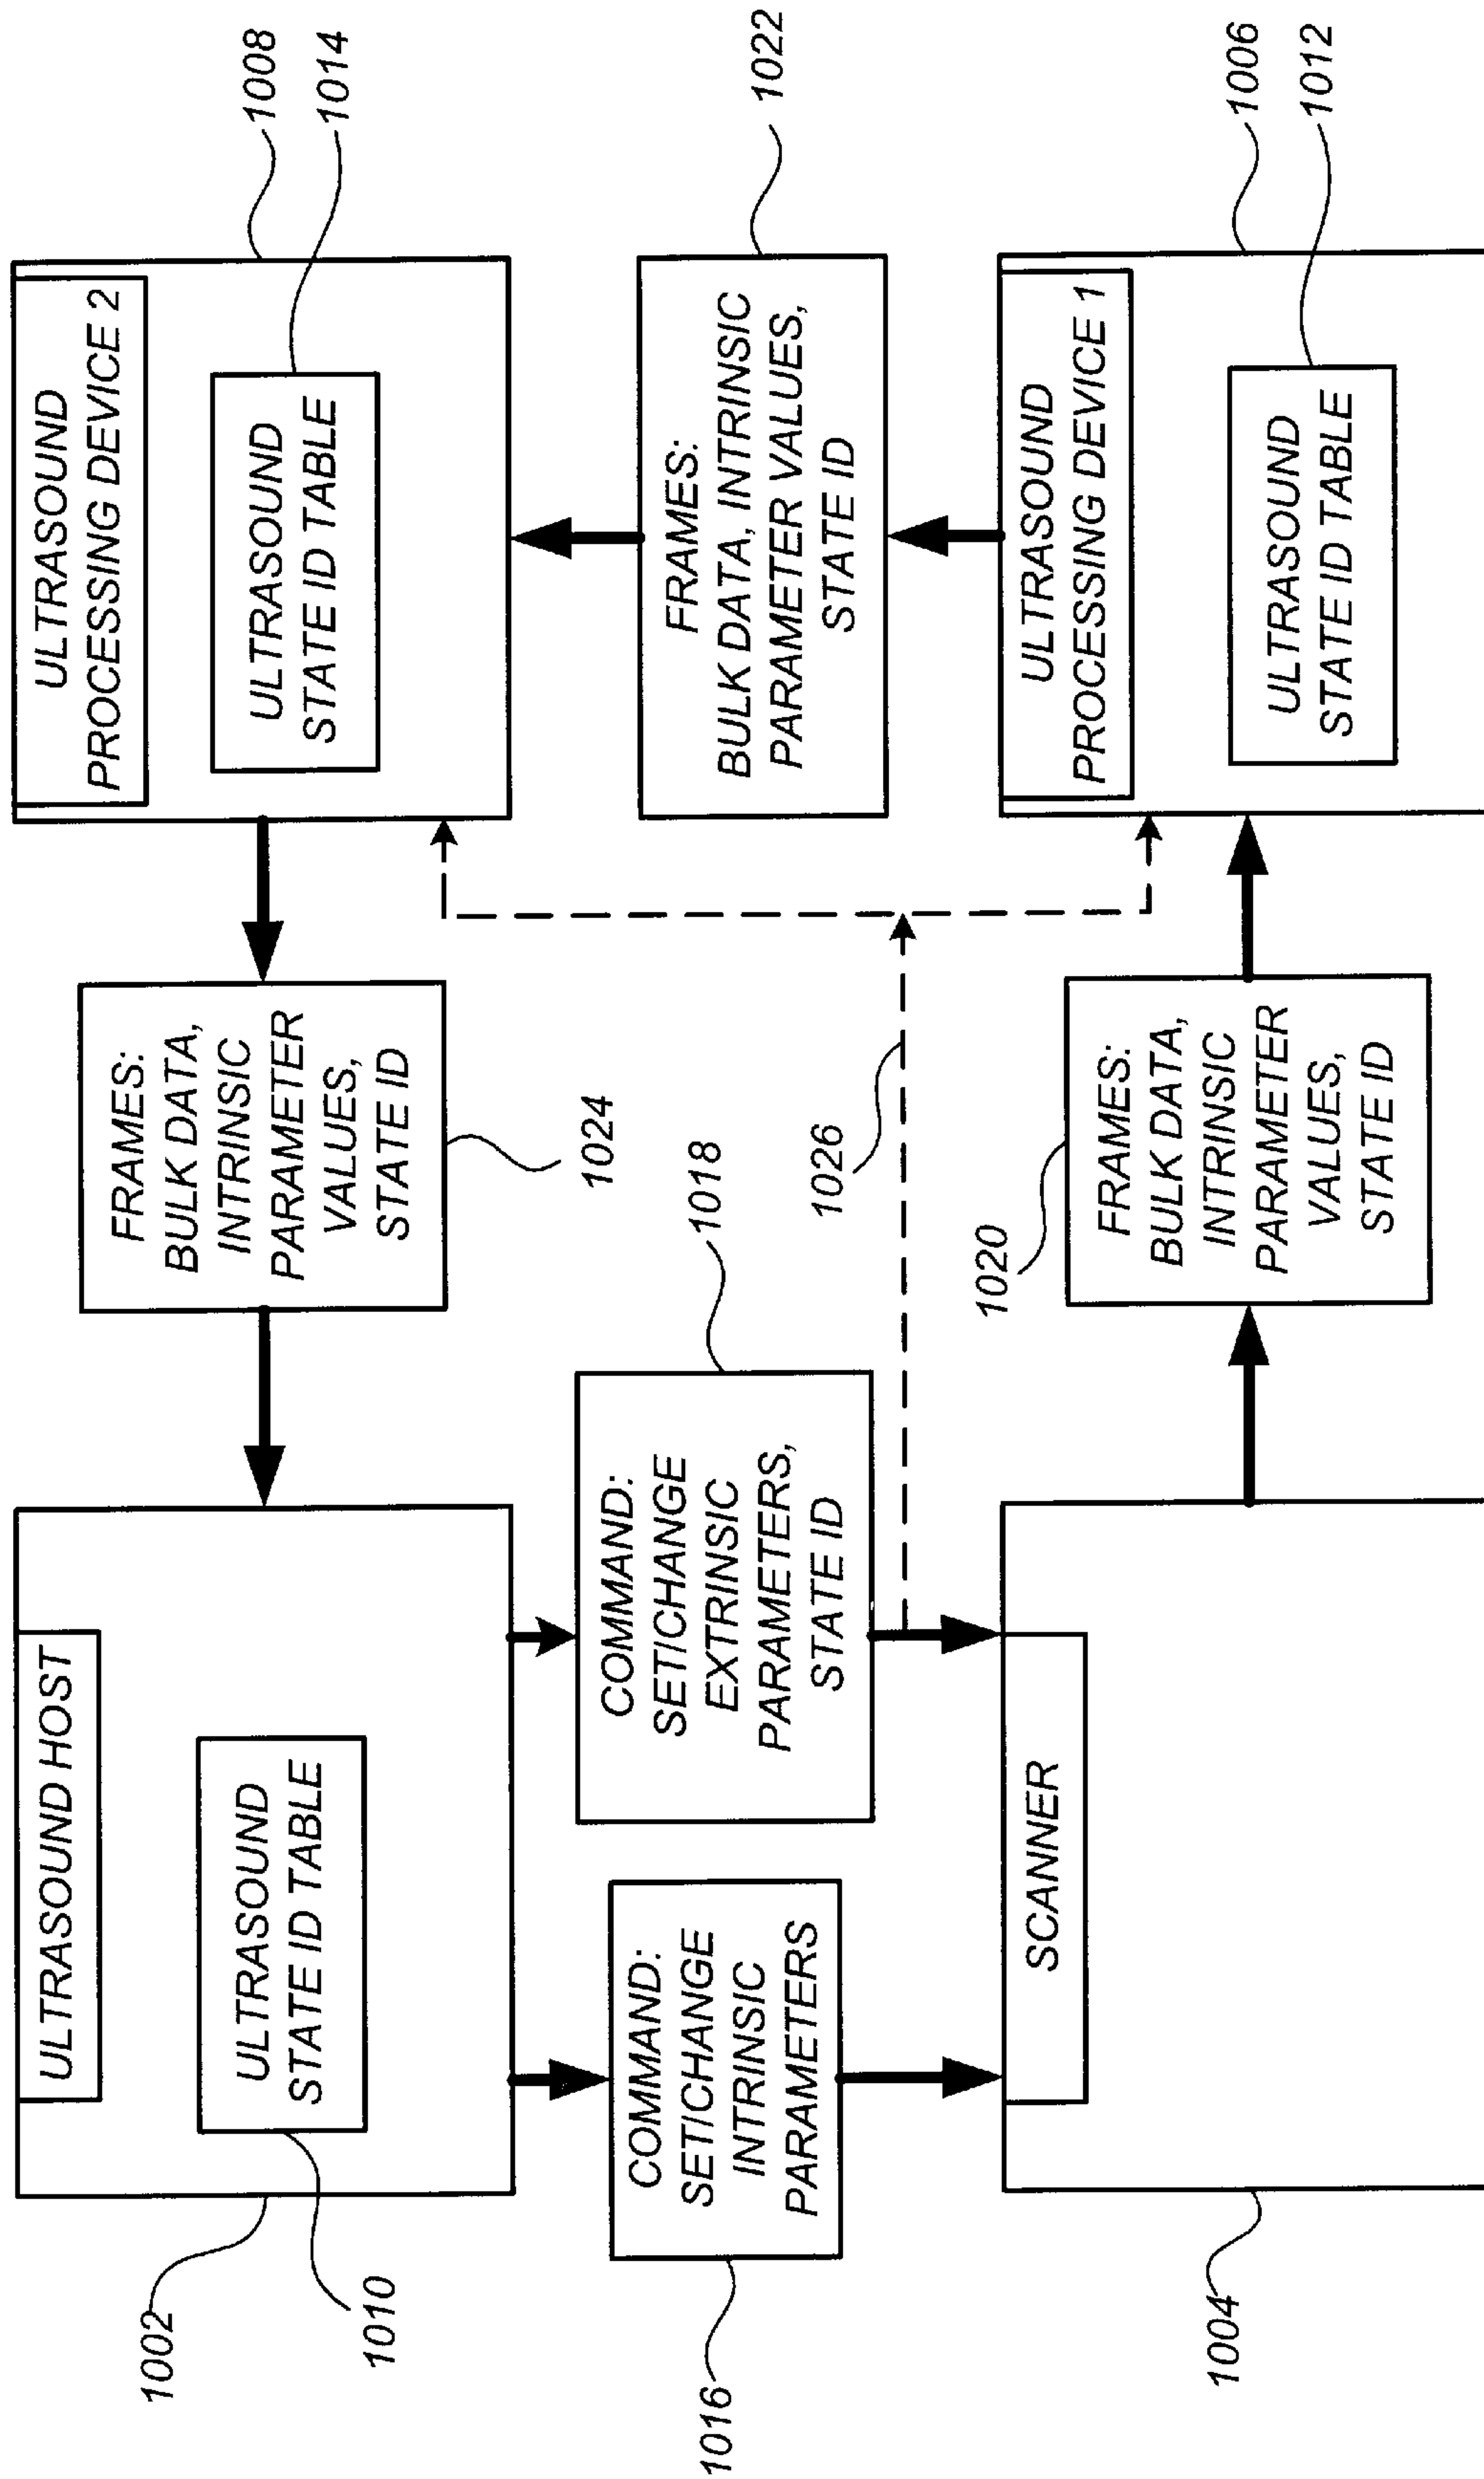 1002
ULTRASOUND HOST
1010
ULTRASOUND
STATE ID TABLE
FRAMES:
BULK DATA,
INTRINSIC
PARAMETER
VALUES,
STATE ID
1024
ULTRASOUND
PROCESSING DEVICE 2
ULTRASOUND
STATE ID TABLE
1008
1014
1016
COMMAND:
SET/CHANGE
INTRINSIC
PARAMETERS
COMMAND:
SET/CHANGE
EXTRINSIC
PARAMETERS,
STATE ID
1018
1026
FRAMES:
BULK DATA, INTRINSIC
PARAMETER VALUES,
STATE ID
1022
1004
SCANNER
1020
FRAMES:
BULK DATA,
INTRINSIC
PARAMETER
VALUES,
STATE ID
ULTRASOUND
PROCESSING DEVICE 1
ULTRASOUND
STATE ID TABLE
1006
1012